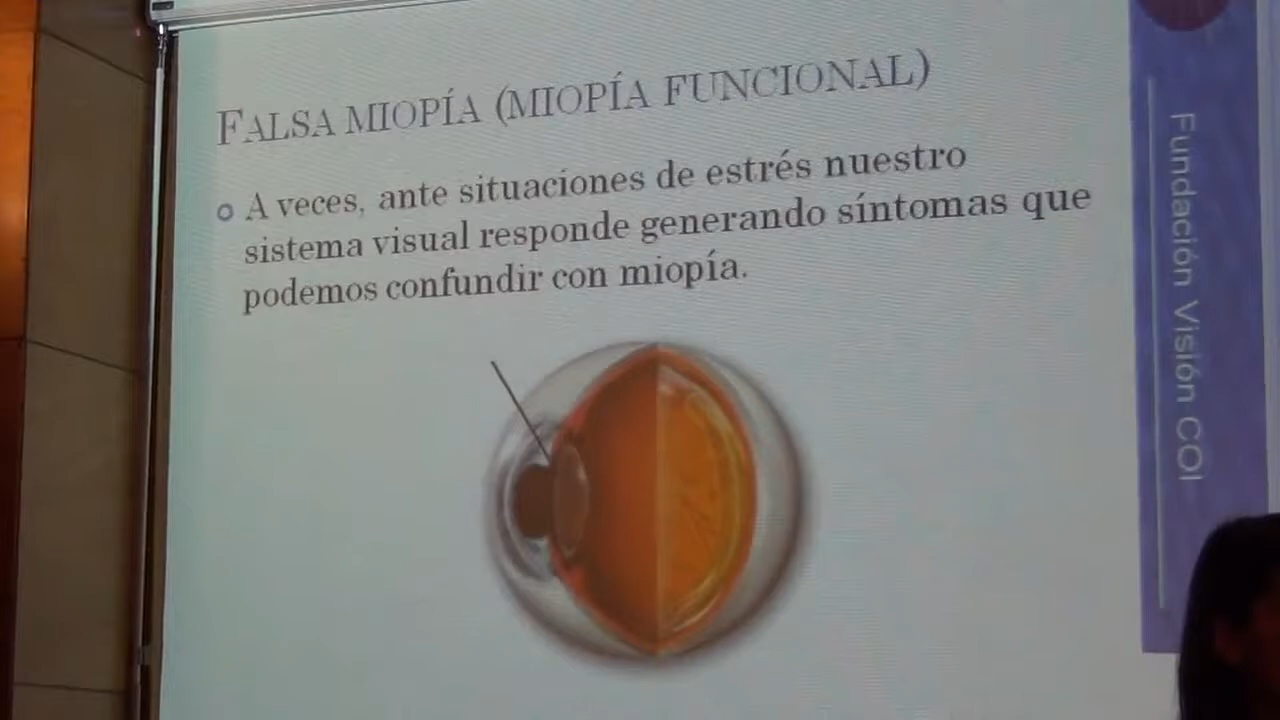 FALSA MIOPÍA (MIOPÍA FUNCIONAL)
A veces, ante situaciones de estrés nuestro
sistema visual responde generando síntomas que
podemos confundir con miopía.
Fundación Visión COI